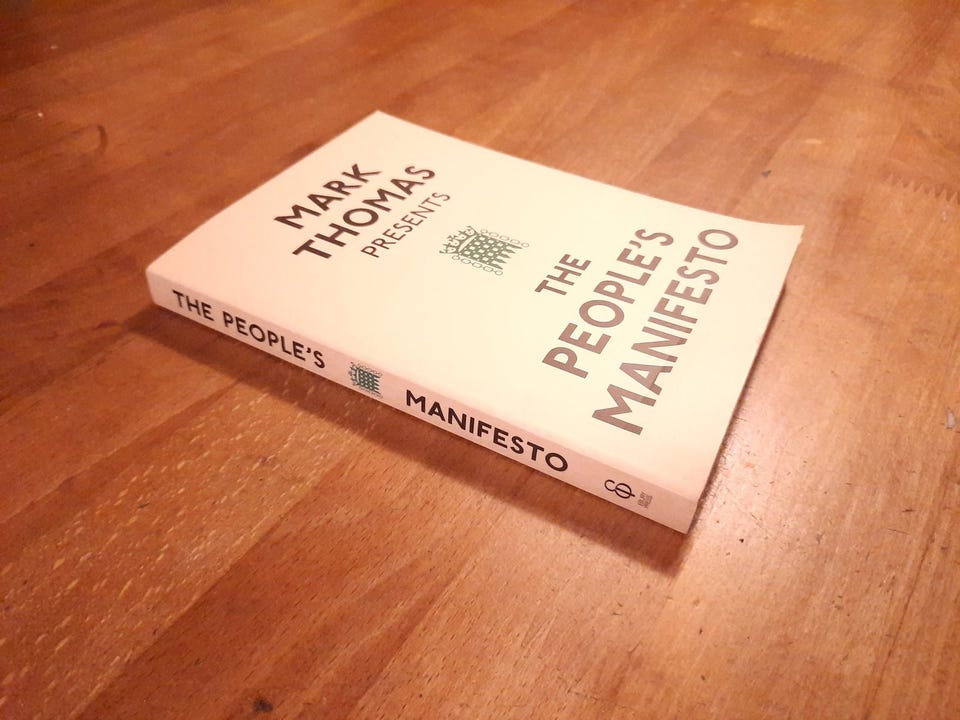 MARK
THOMAS
PRESENTS
THE
PEOPLE'S
MANIFESTO
THE PEOPLE'S MANIFESTO